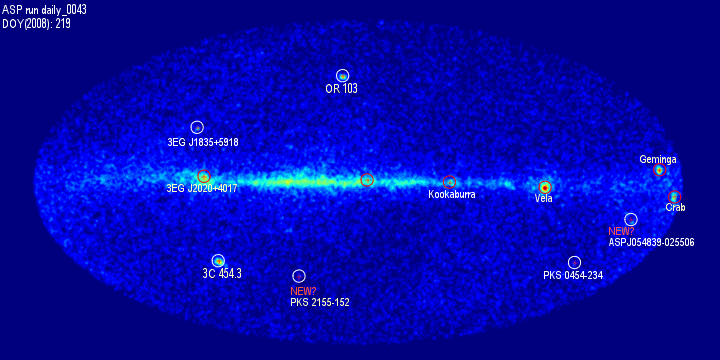 ASP run daily_0043
DOY(2008): 219
OR 103
3EG J1835+5918
Geminga
3EG J2020+4017
Kookaburra
Vela
Crab
NEW?
ASPJ054839-025506
3C 454.3
PKS 0454-234
NEW?
PKS 2155-152